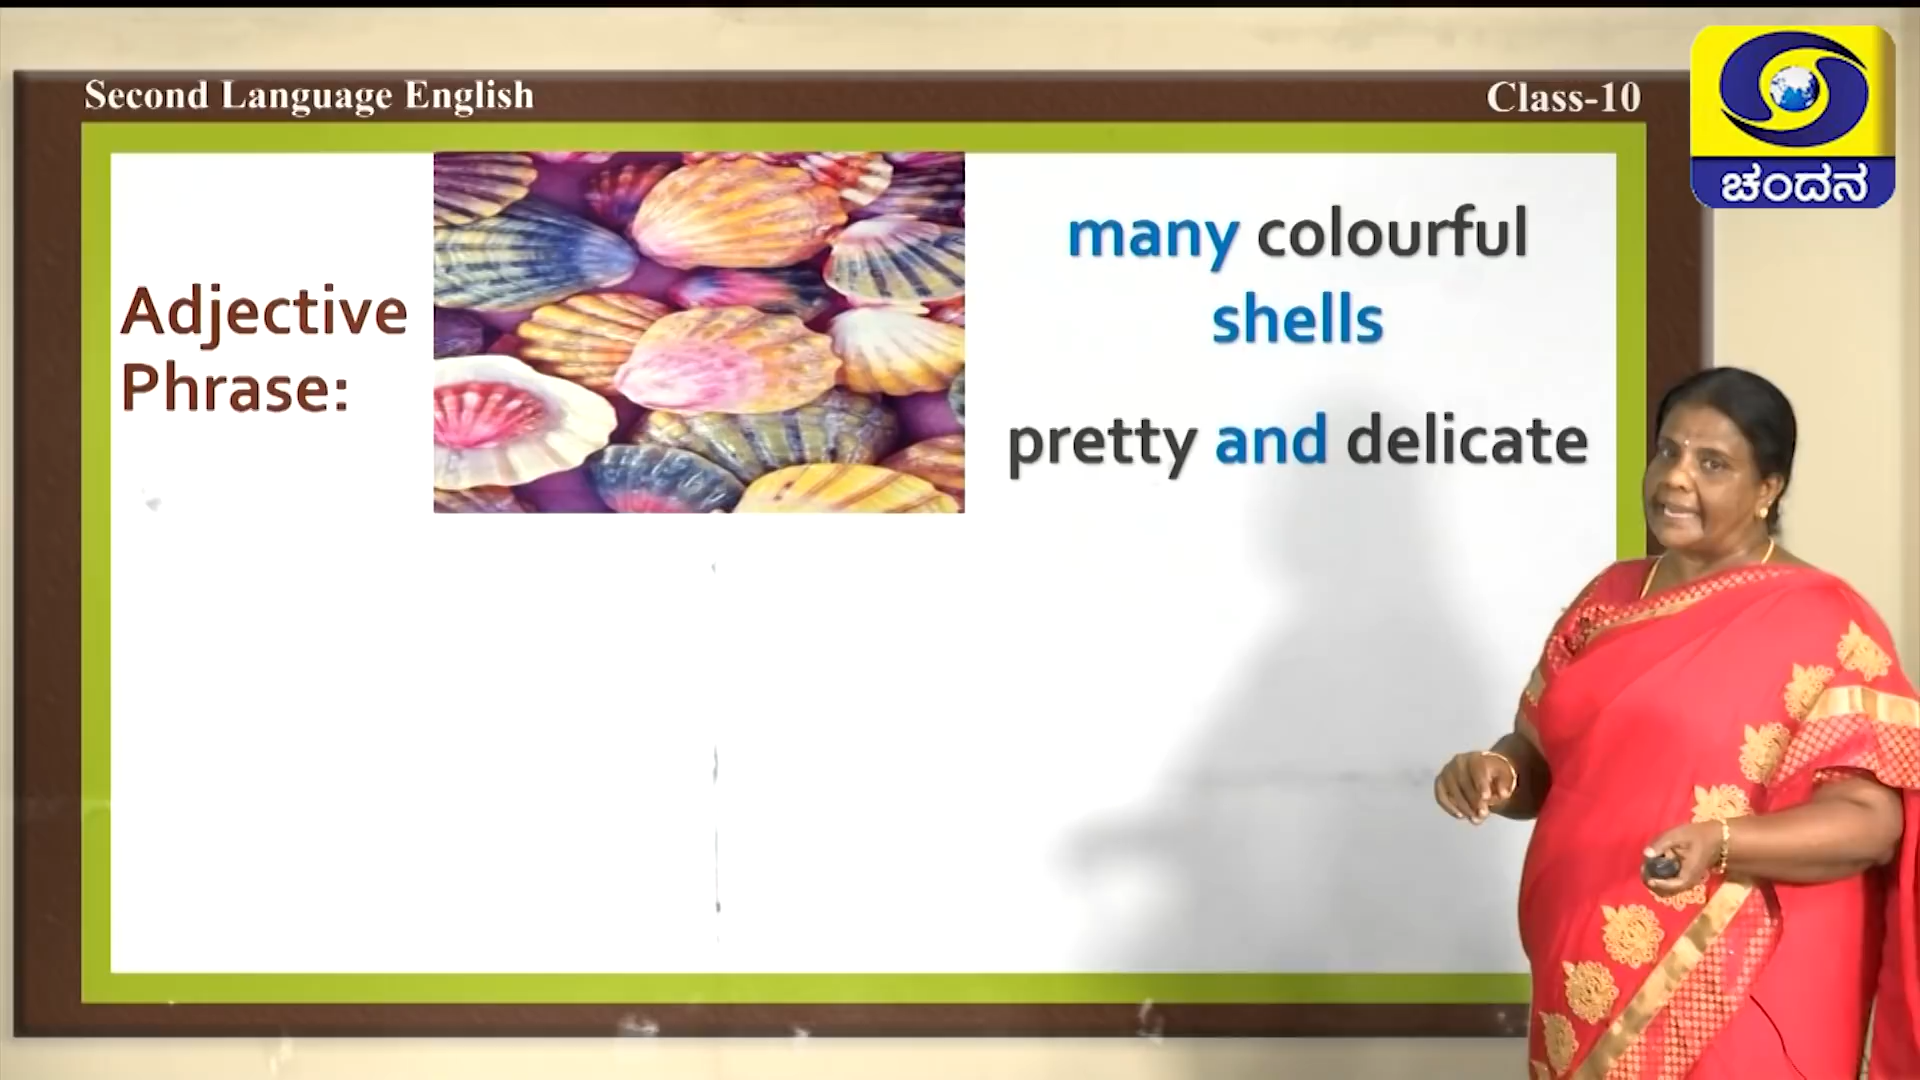 Second Language English
Class-10
ಚಂದನ
Adjective
Phrase:
many colourful
shells
pretty and delicate